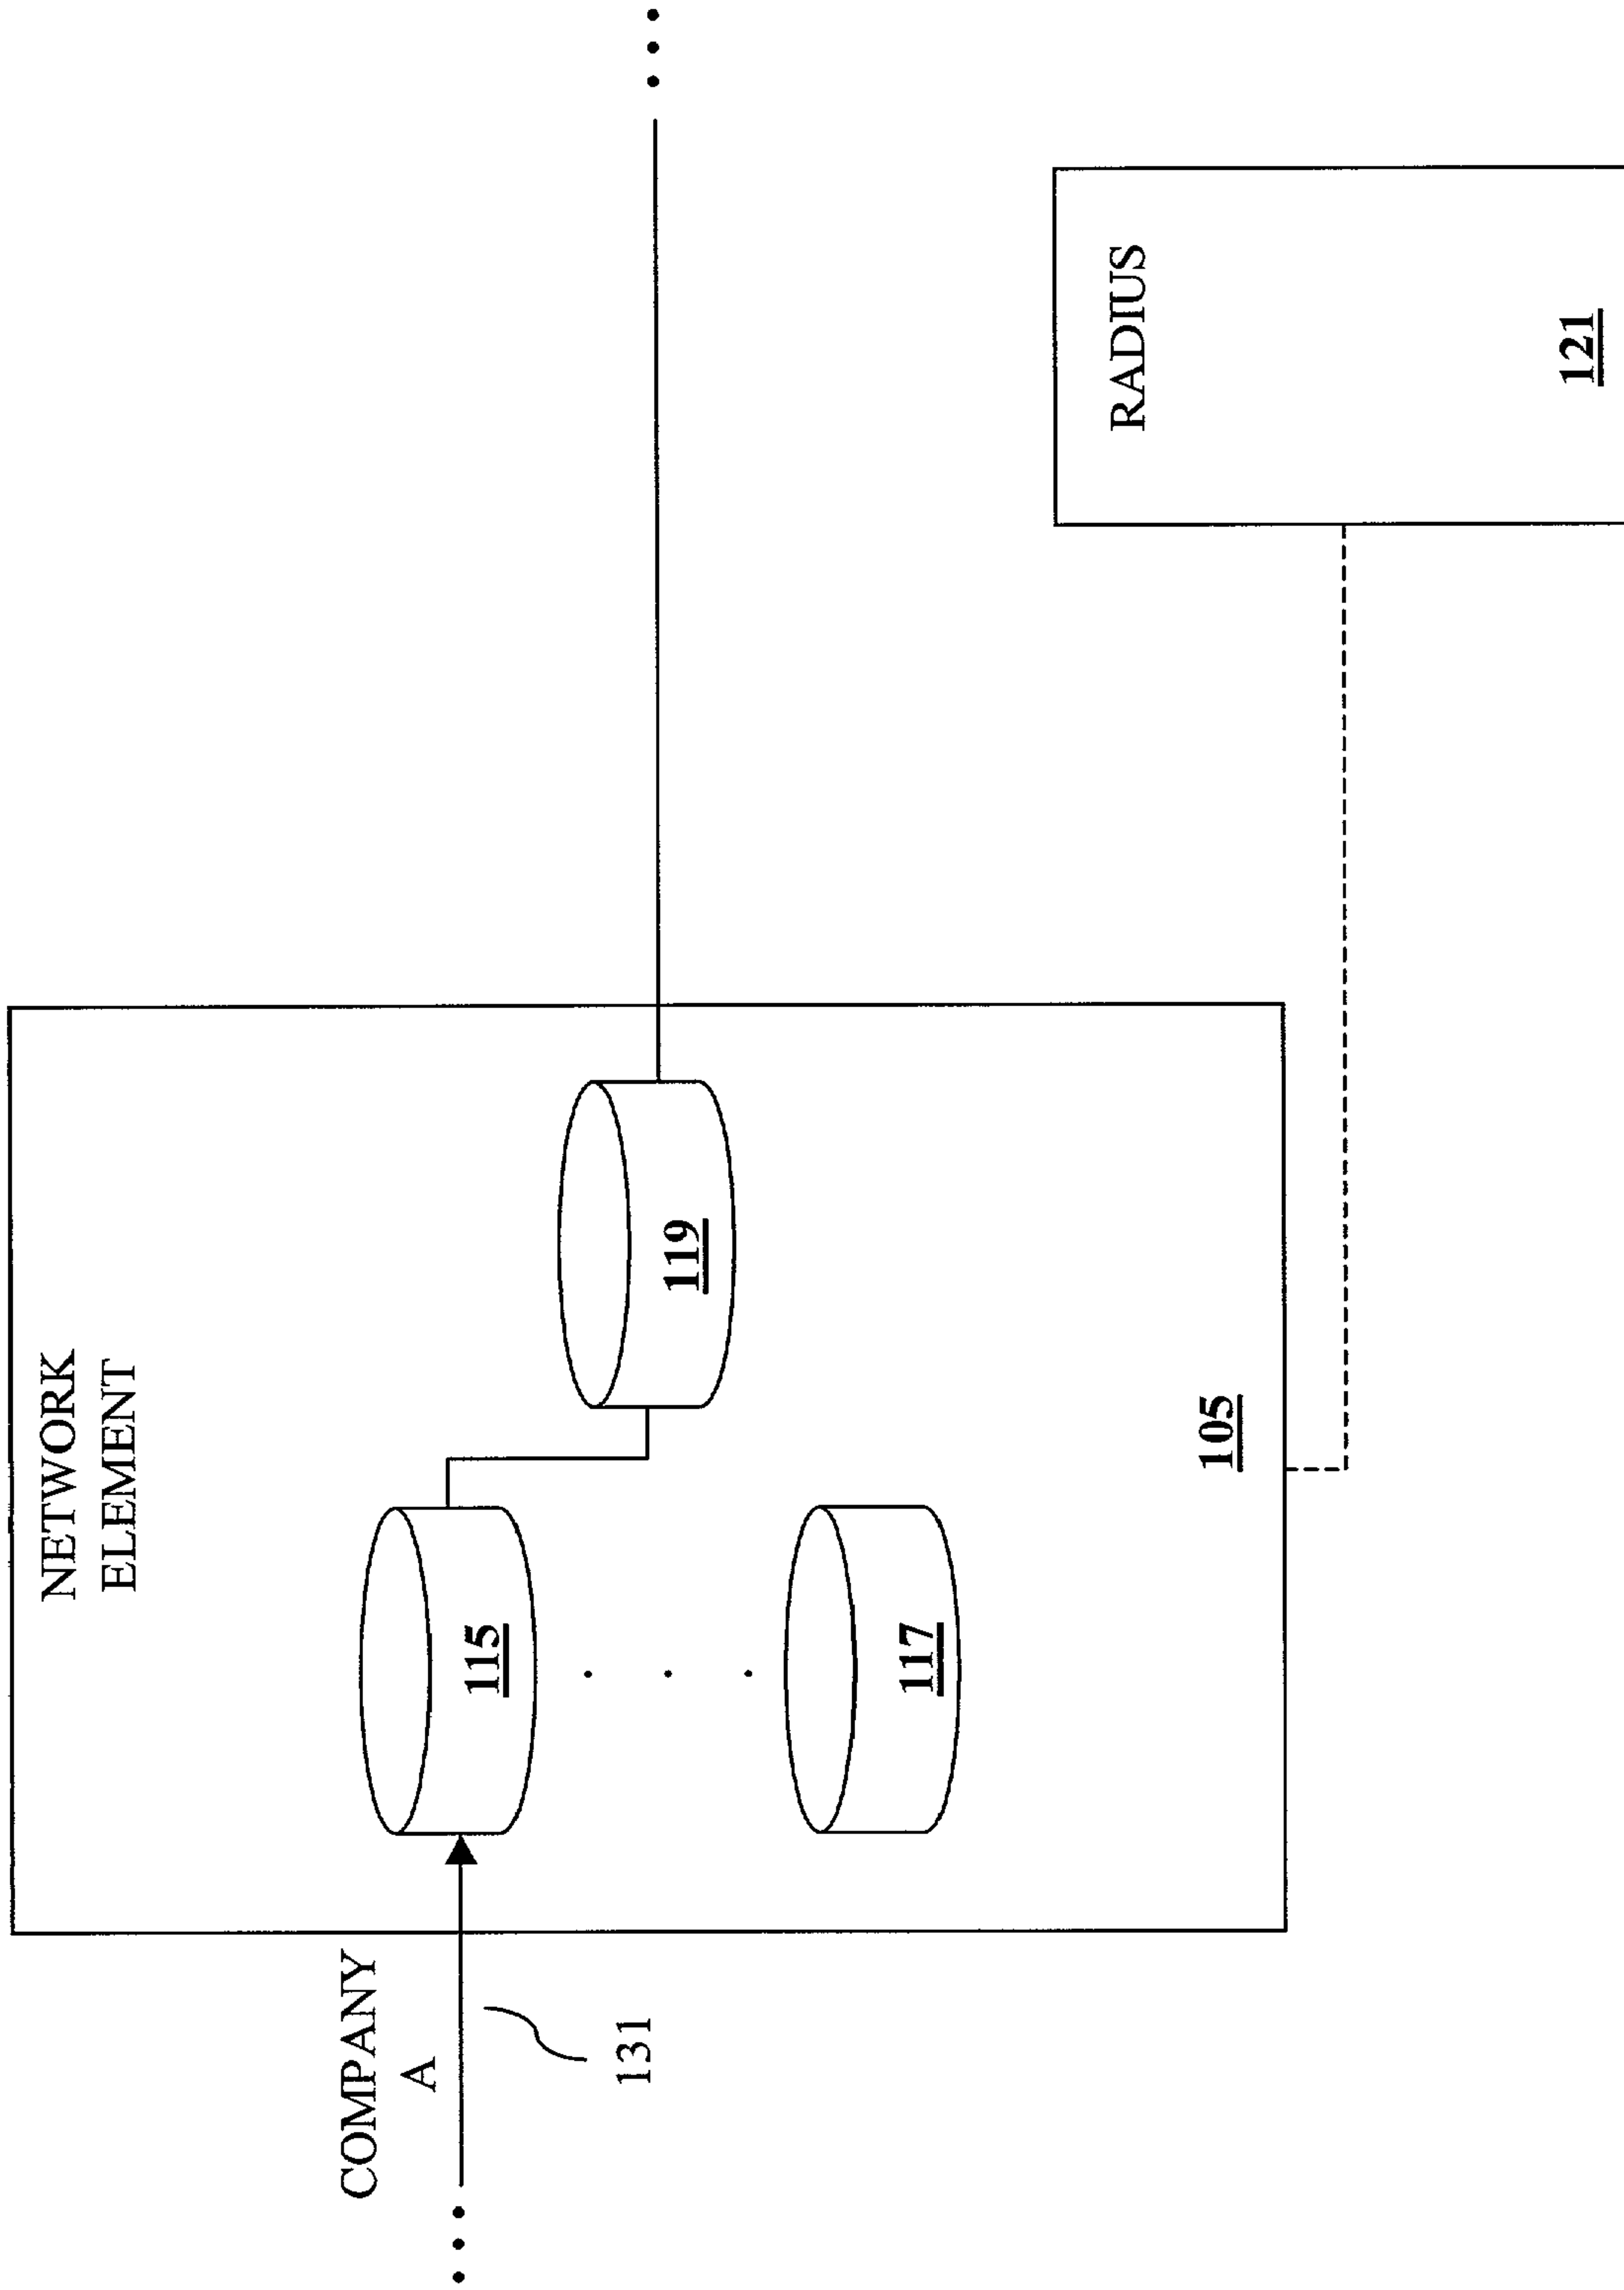 NETWORK
ELEMENT
COMPANY
A
131
115
117
119
105
RADIUS
121